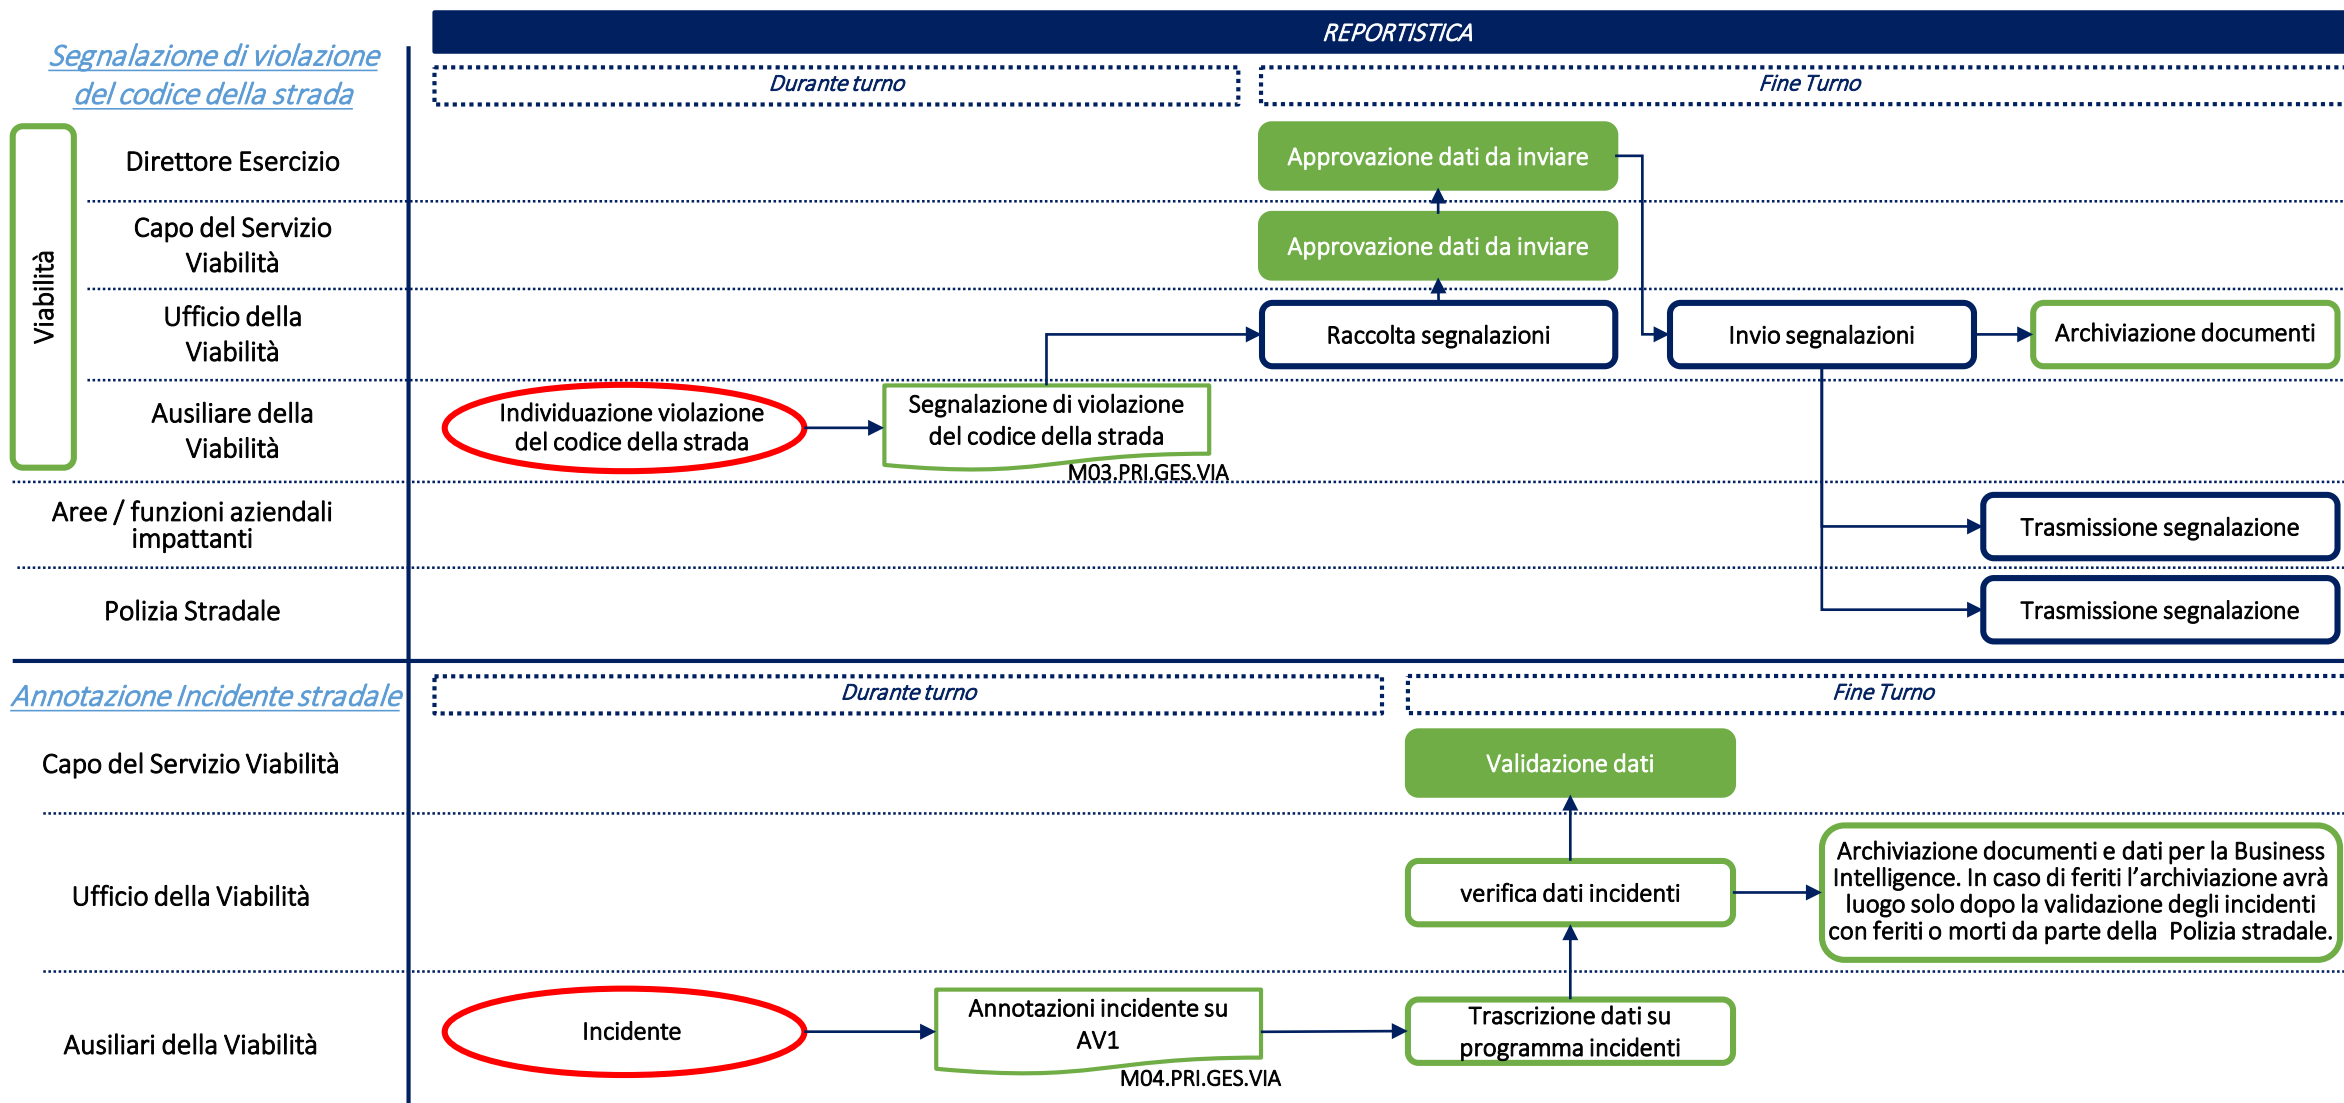 REPORTISTICA
Segnalazione di violazione
del codice della strada
Durante turno
Fine Turno
Viabilità
Direttore Esercizio
Approvazione dati da inviare
Capo del Servizio
Viabilità
Approvazione dati da inviare
Ufficio della
Viabilità
Raccolta segnalazioni
Invio segnalazioni
Archiviazione documenti
Ausiliare della
Viabilità
Individuazione violazione
del codice della strada
Segnalazione di violazione
del codice della strada
M03.PRI.GES.VIA
Aree / funzioni aziendali
impattanti
Trasmissione segnalazione
Polizia Stradale
Trasmissione segnalazione
Annotazione Incidente stradale
Durante turno
Fine Turno
Capo del Servizio Viabilità
Validazione dati
Ufficio della Viabilità
verifica dati incidenti
Archiviazione documenti e dati per la Business
Intelligence. In caso di feriti l’archiviazione avrà
luogo solo dopo la validazione degli incidenti
con feriti o morti da parte della Polizia stradale.
Ausiliari della Viabilità
Incidente
Annotazioni incidente su
AV1
M04.PRI.GES.VIA
Trascrizione dati su
programma incidenti